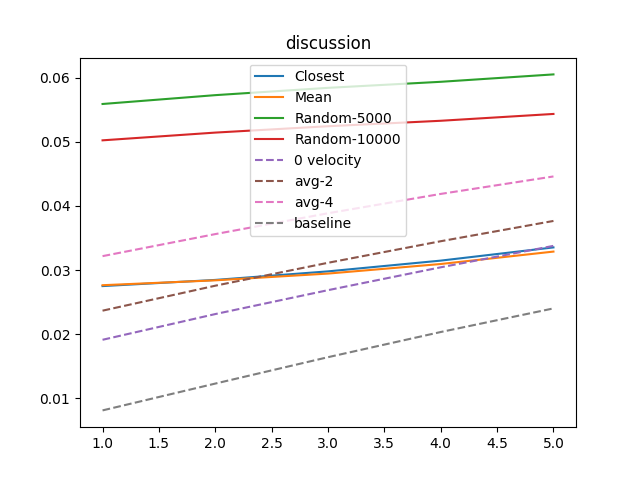 discussion
0.06
0.05
0.04
0.03
0.02
0.01
Closest
Mean
Random-5000
Random-10000
0 velocity
avg-2
avg-4
baseline
1.0 1.5 2.0 2.5 3.0 3.5 4.0 4.5 5.0